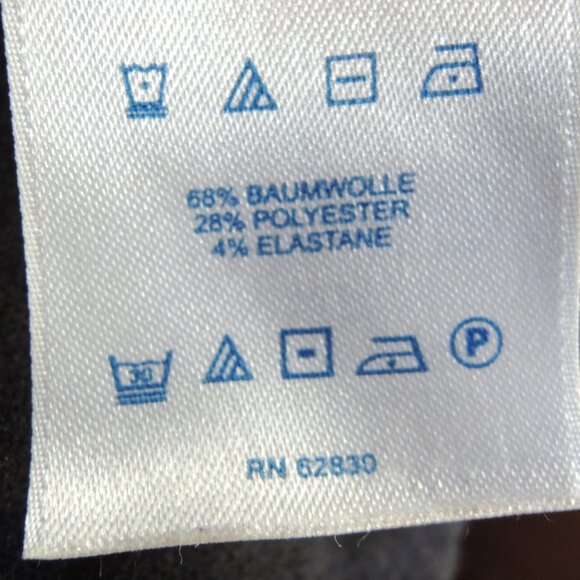 68% BAUMWOLLE
28% POLYESTER
4% ELASTANE
30 P
RN 62830